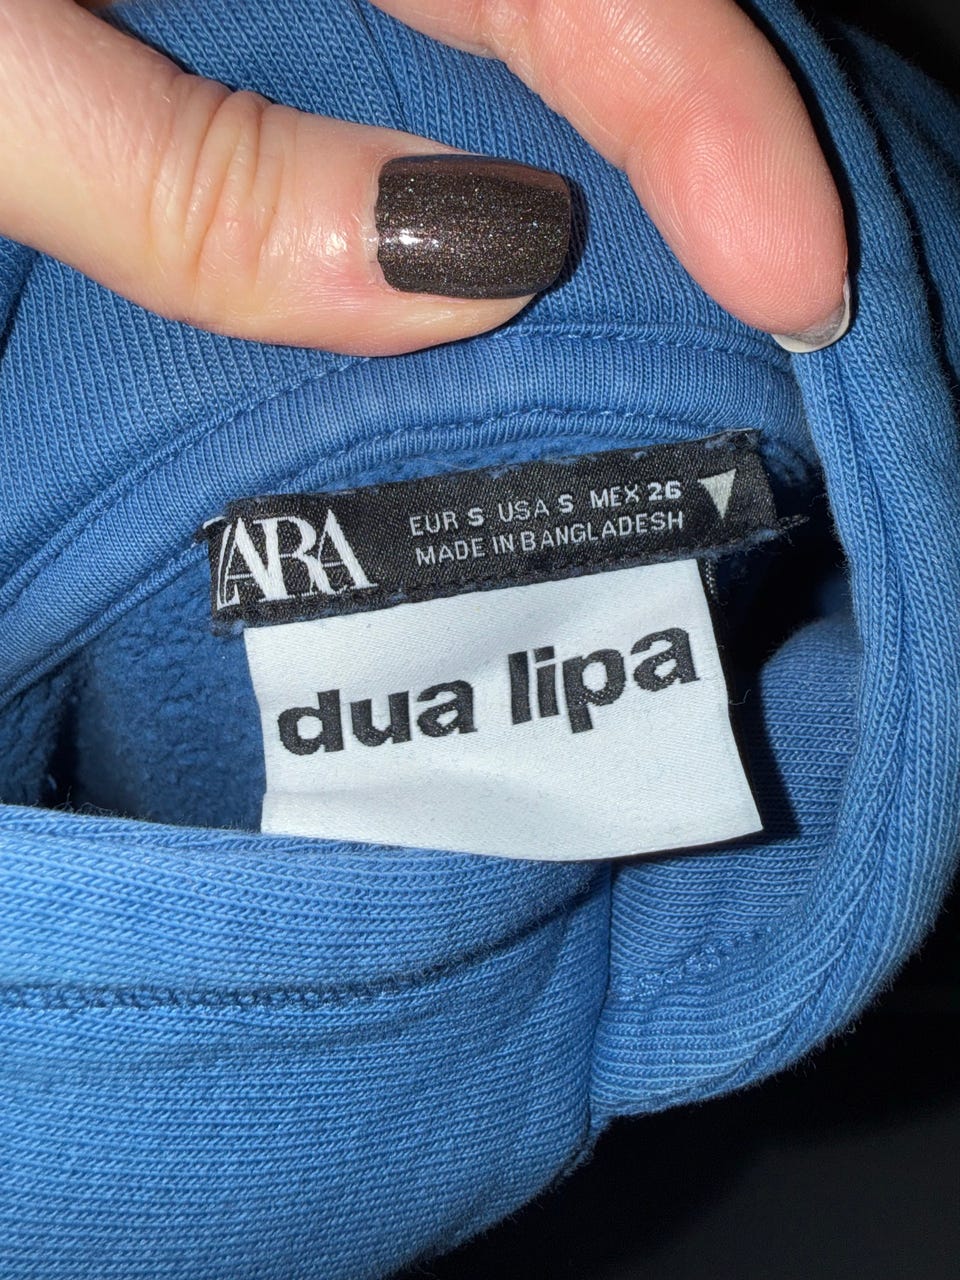 ZARA
EUR S USA S MEX 26
MADE IN BANGLADESH
dua lipa